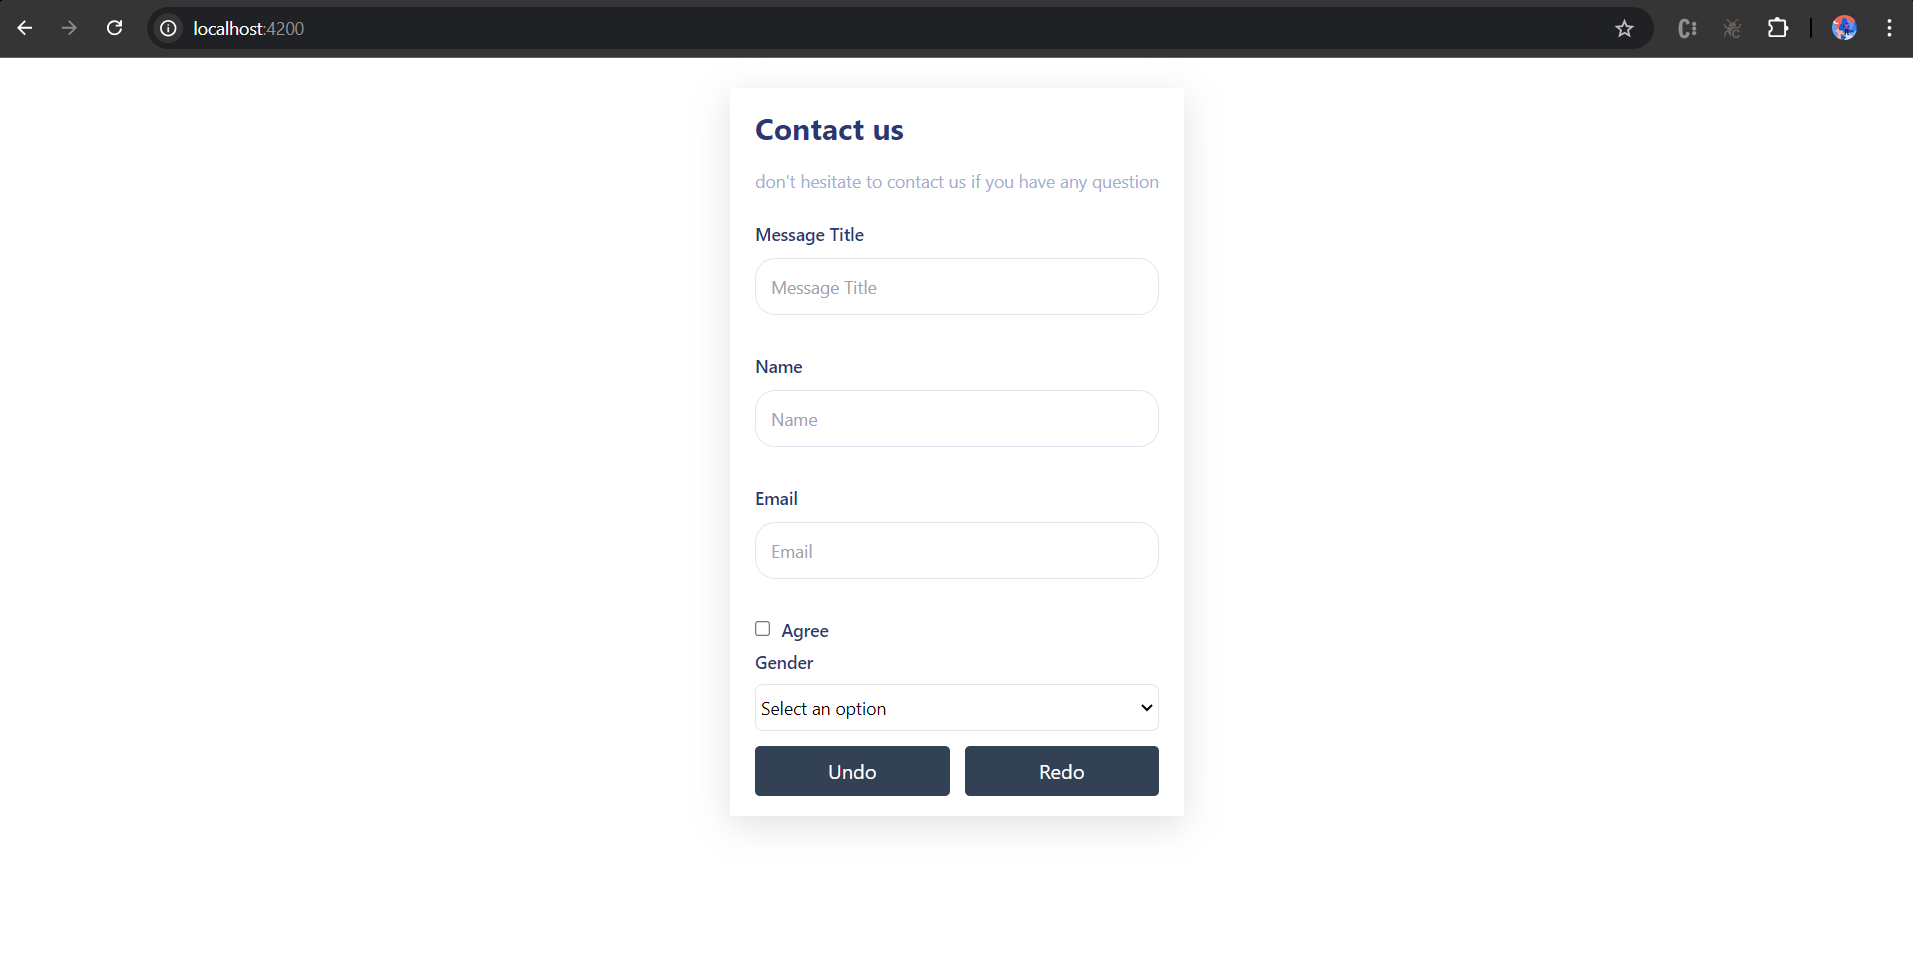 localhost:4200
Contact us
don't hesitate to contact us if you have any question
Message Title
Message Title
Name
Name
Email
Email
Agree
Gender
Select an option
Undo Redo